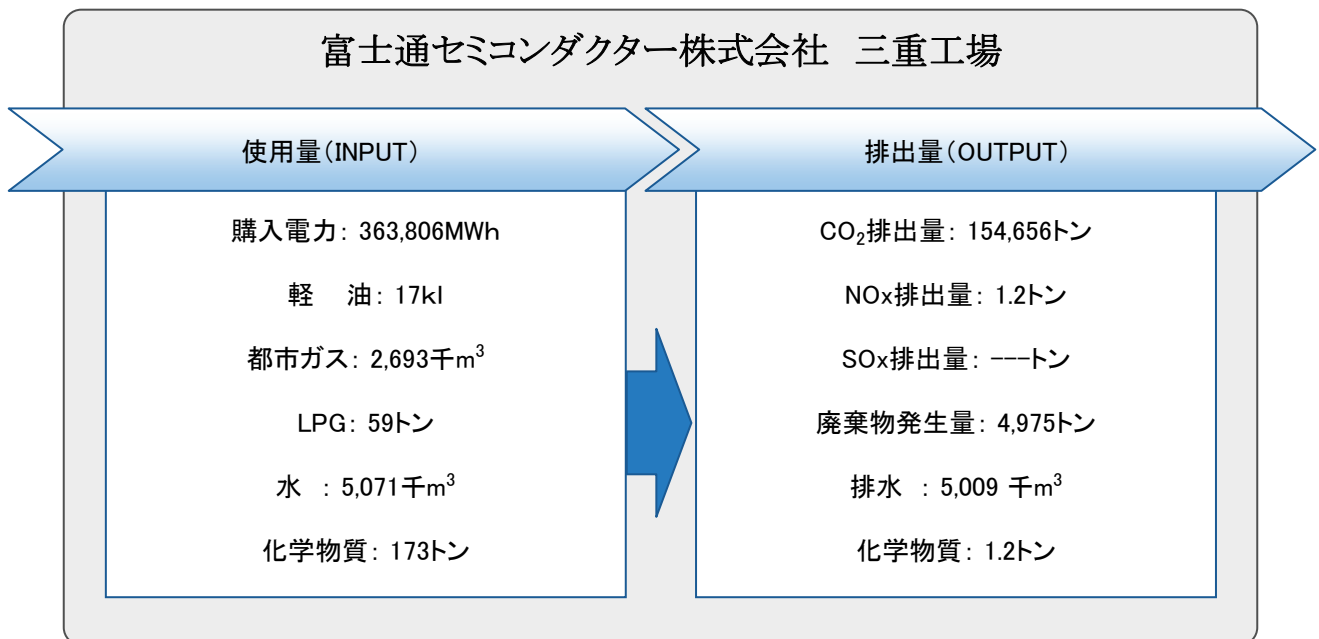 富士通セミコンダクター株式会社　三重工場
使用量(INPUT)
購入電力: 363,806MWh
軽　油: 17kl
都市ガス: 2,693千m³
LPG: 59トン
水 : 5,071千m³
化学物質: 173トン
排出量(OUTPUT)
CO₂排出量: 154,656トン
NOx排出量: 1.2トン
SOx排出量: ---トン
廃棄物発生量: 4,975トン
排水 : 5,009 千m³
化学物質: 1.2トン